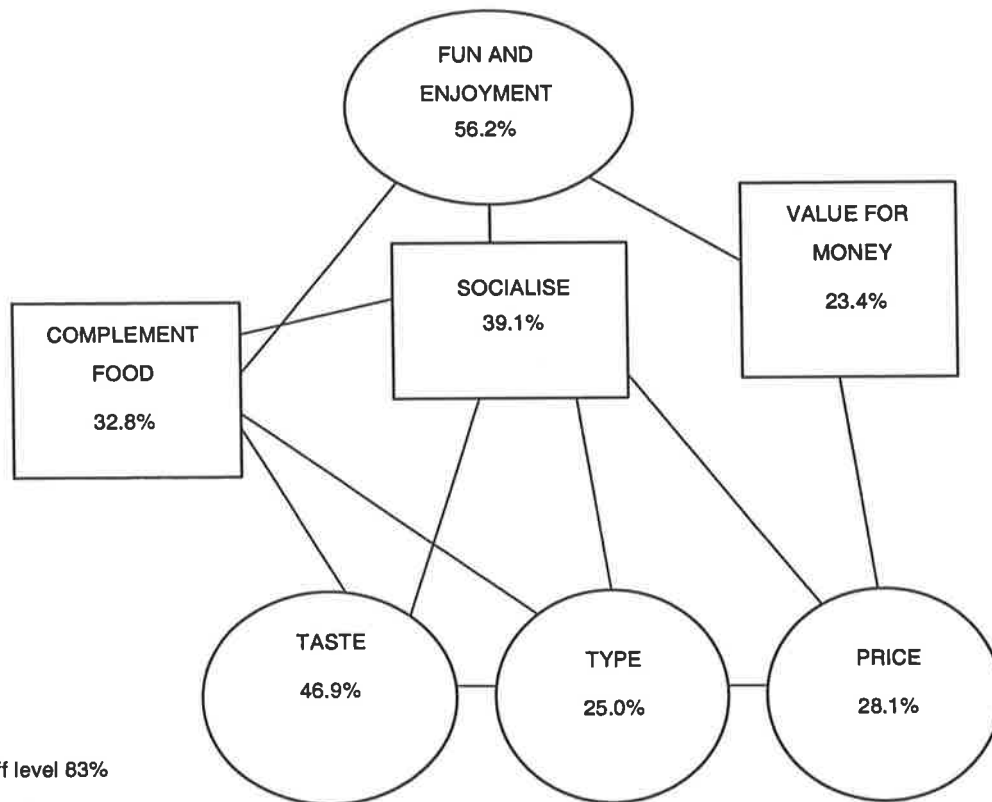 FUN AND
ENJOYMENT
56.2%
VALUE FOR
MONEY
23.4%
SOCIALISE
39.1%
COMPLEMENT
FOOD
32.8%
TASTE
46.9%
TYPE
25.0%
PRICE
28.1%
level 83%